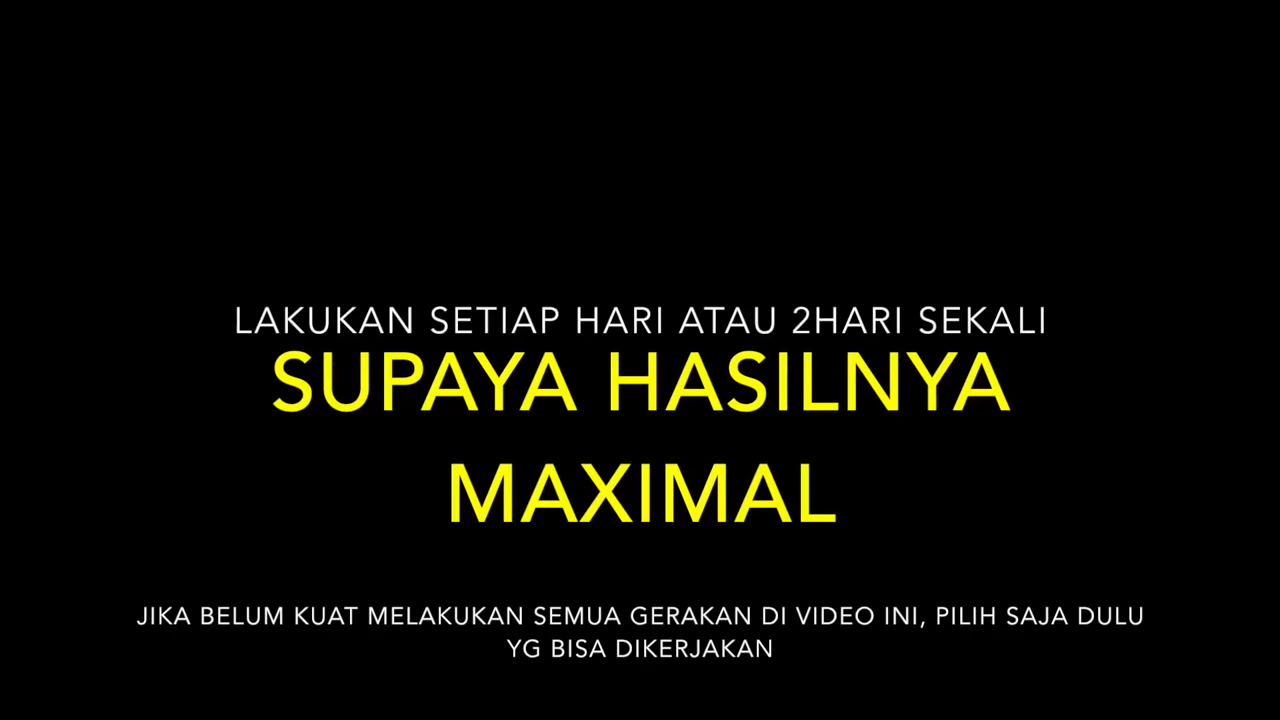 LAKUKAN SETIAP HARI ATAU 2HARI SEKALI
SUPAYA HASILNYA
MAXIMAL
JIKA BELUM KUAT MELAKUKAN SEMUA GERAKAN DI VIDEO INI, PILIH SAJA DULU
YG BISA DIKERJAKAN